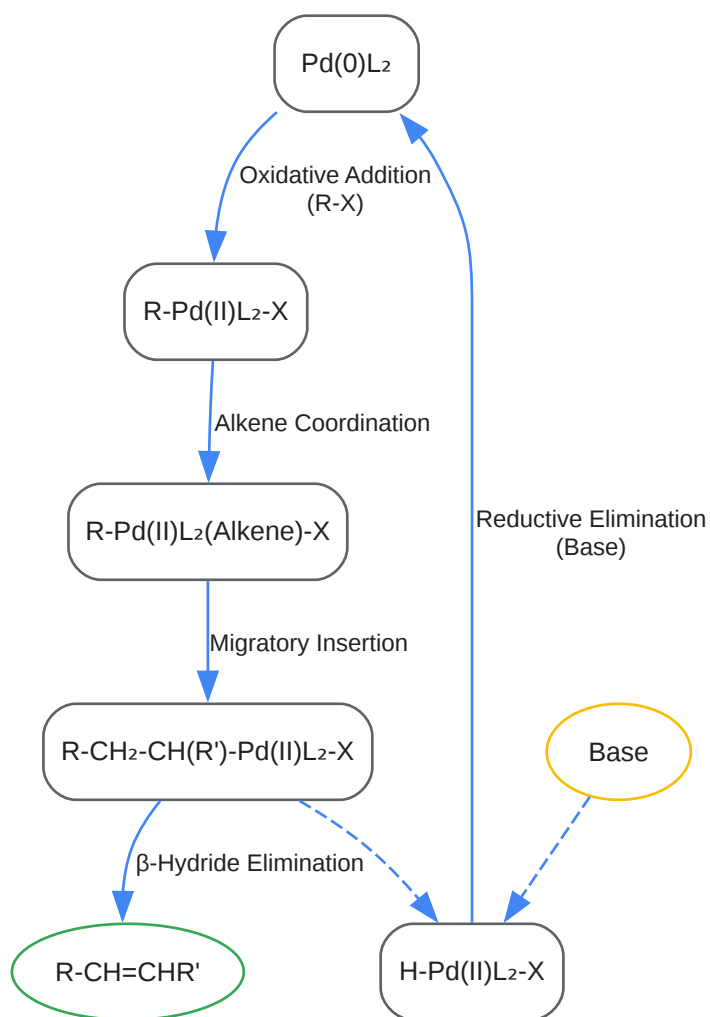 Pd(0)L₂
Oxidative Addition
(R-X)
R-Pd(II)L₂-X
Alkene Coordination
R-Pd(II)L₂(Alkene)-X
Reductive Elimination
(Base)
Migratory Insertion
R-CH₂-CH(R')-Pd(II)L₂-X
Base
β-Hydride Elimination
R-CH=CHR'
H-Pd(II)L₂-X